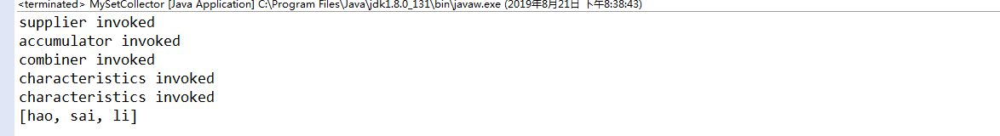 <terminated> MySetCollector [Java Application] C:\Program Files\Java\jdk1.8.0_131\bin\javaw.exe (2019年8月21日 下午8:38:43)
supplier invoked
accumulator invoked
combiner invoked
characteristics invoked
characteristics invoked
[hao, sai, li]